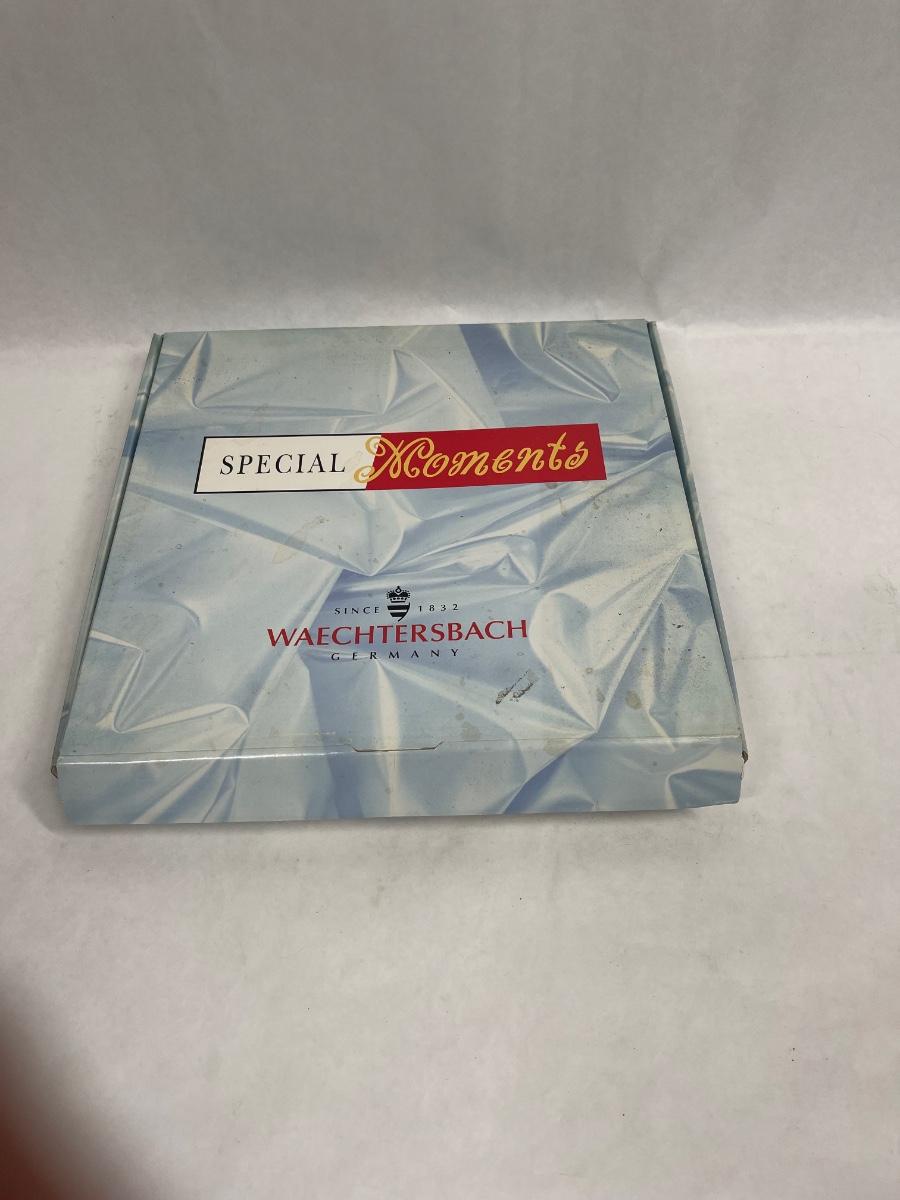 SPECIAL Moments
SINCE 1832
WAECHTERSBACH
GERMANY